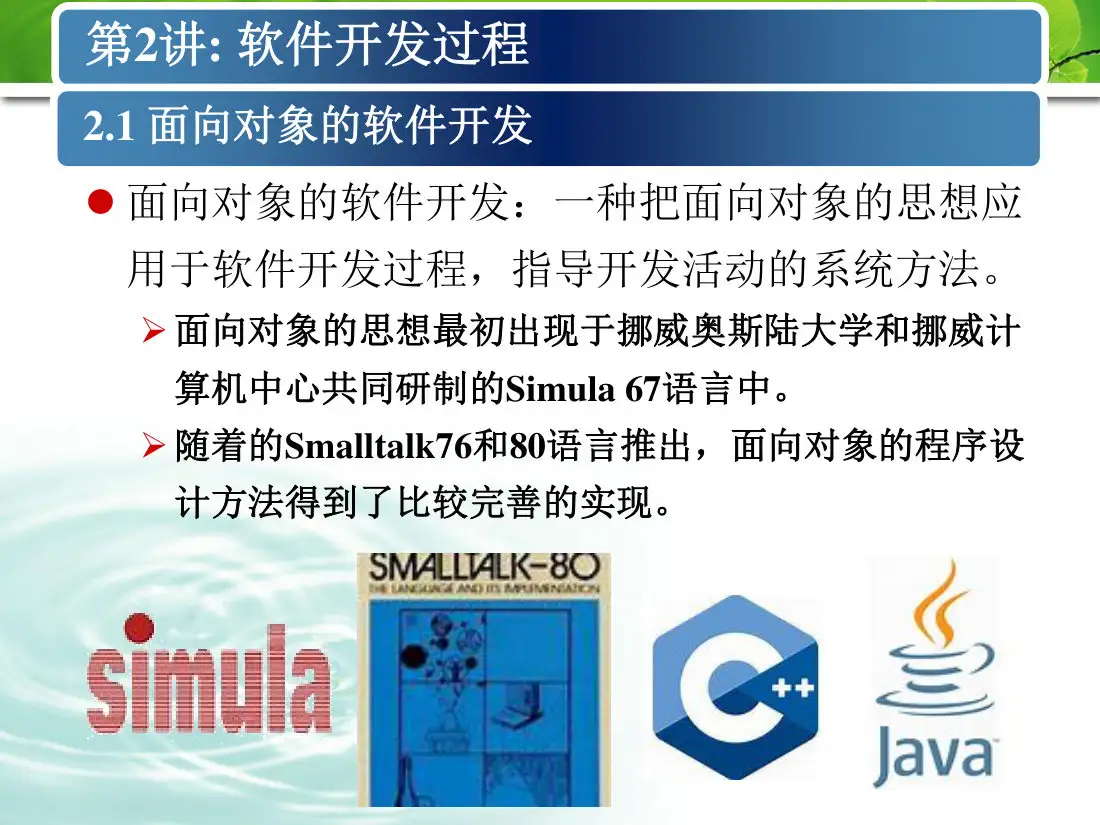 第2讲: 软件开发过程
2.1 面向对象的软件开发
面向对象的软件开发：一种把面向对象的思想应
用于软件开发过程，指导开发活动的系统方法。
面向对象的思想最初出现于挪威奥斯陆大学和挪威计
算机中心共同研制的Simula 67语言中。
随着的Smalltalk76和80语言推出，面向对象的程序设
计方法得到了比较完善的实现。
simula
SMALLTALK-80
THE LANGUAGE AND ITS IMPLEMENTATION
C++
Java™